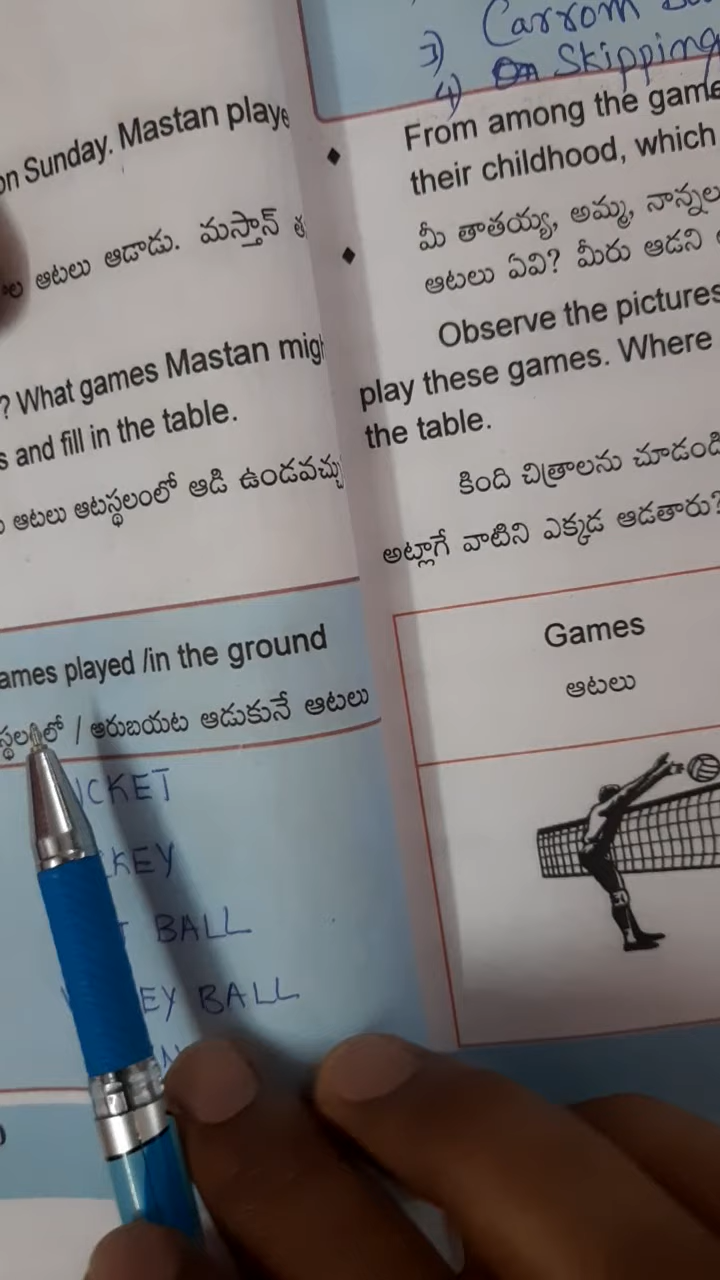 on Sunday. Mastan playe
ఆటలు ఆడాడు. మస్తాన్ త
? What games Mastan migh
s and fill in the table.
ఆటలు ఆటస్థలంలో ఆడి ఉండవచ్చు
ames played /in the ground
స్థలంలో / ఆరుబయట ఆడుకునే ఆటలు
ICKET
KEY
BALL
EY BALL
3) Carrom
4) Skipping
From among the game
their childhood, which
మీ తాతయ్య, అమ్మ, నాన్నల
ఆటలు ఏవి? మీరు ఆడని
Observe the pictures
play these games. Where
the table.
కింది చిత్రాలను చూడండి
అట్లాగే వాటిని ఎక్కడ ఆడతారు?
Games
ఆటలు